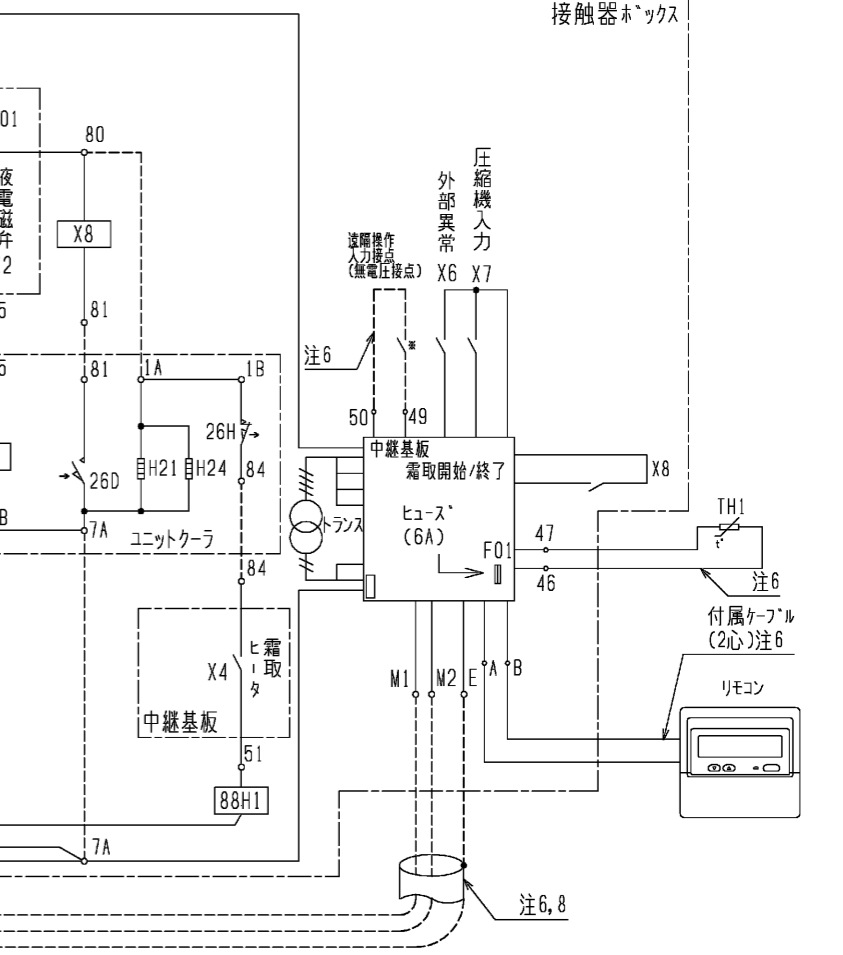 接触器ﾎﾞｯｸｽ
01
80
液電磁弁
2
X8
外部異常
圧縮機入力
遠隔操作
入力接点
(無電圧接点)
X6
X7
5
81
注6
※
5
81
1A
1B
50
49
26H
中継基板
霜取開始/終了
X8
26D
H21
H24
84
ﾋｭｰｽﾞ
(6A)
F01
トランス
TH1
t°
47
B
7A
ユニットクーラ
46
注6
84
付属ｹｰﾌﾞﾙ
(2心)注6
X4
霜取
ヒータ
M1
M2
E
A
B
リモコン
中継基板
51
88H1
7A
注6,8